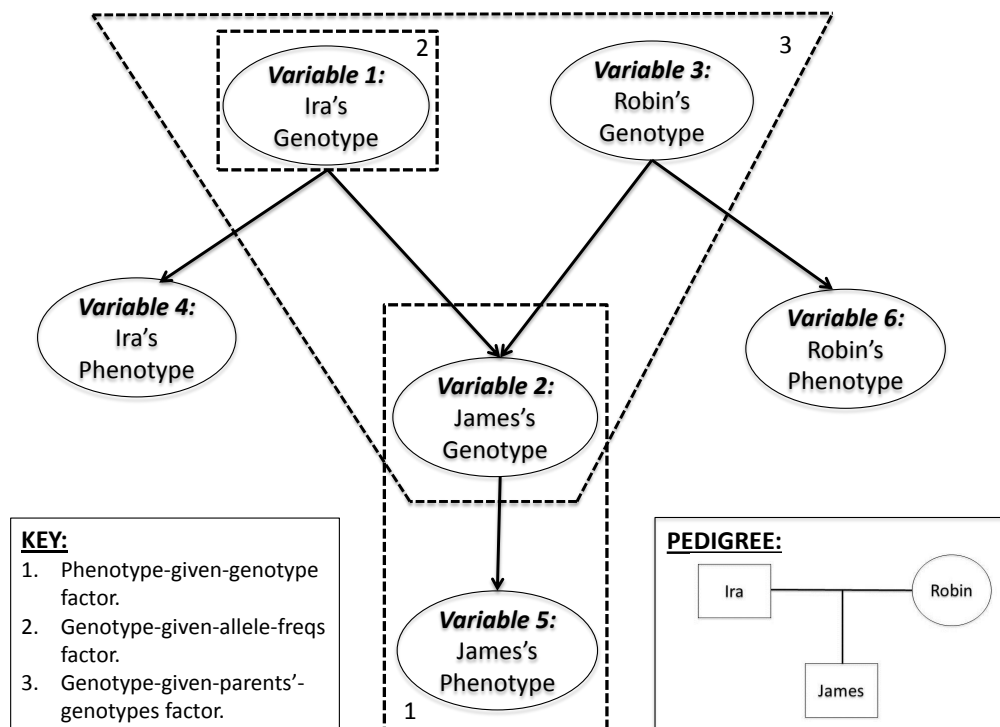 2
3
Variable 1:
Ira's
Genotype
Variable 3:
Robin's
Genotype
Variable 4:
Ira's
Phenotype
Variable 6:
Robin's
Phenotype
Variable 2:
James's
Genotype
Variable 5:
James's
Phenotype
1
KEY:
1. Phenotype-given-genotype
factor.
2. Genotype-given-allele-freqs
factor.
3. Genotype-given-parents'-
genotypes factor.
PEDIGREE:
Ira
Robin
James